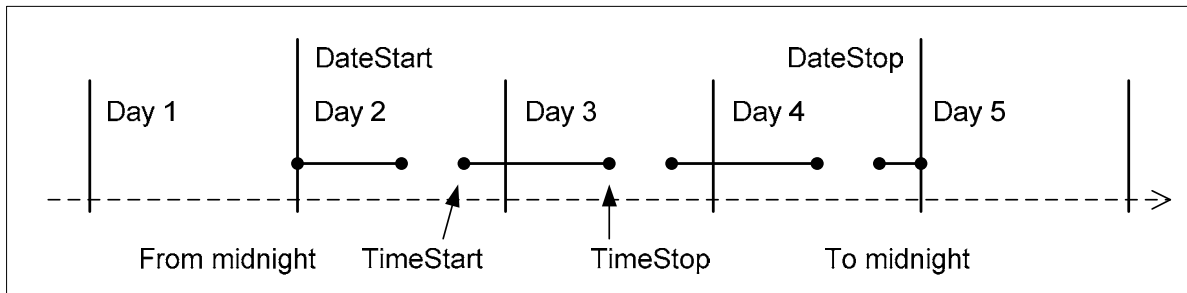 DateStart DateStop
Day 1 Day 2 Day 3 Day 4 Day 5
From midnight TimeStart TimeStop To midnight